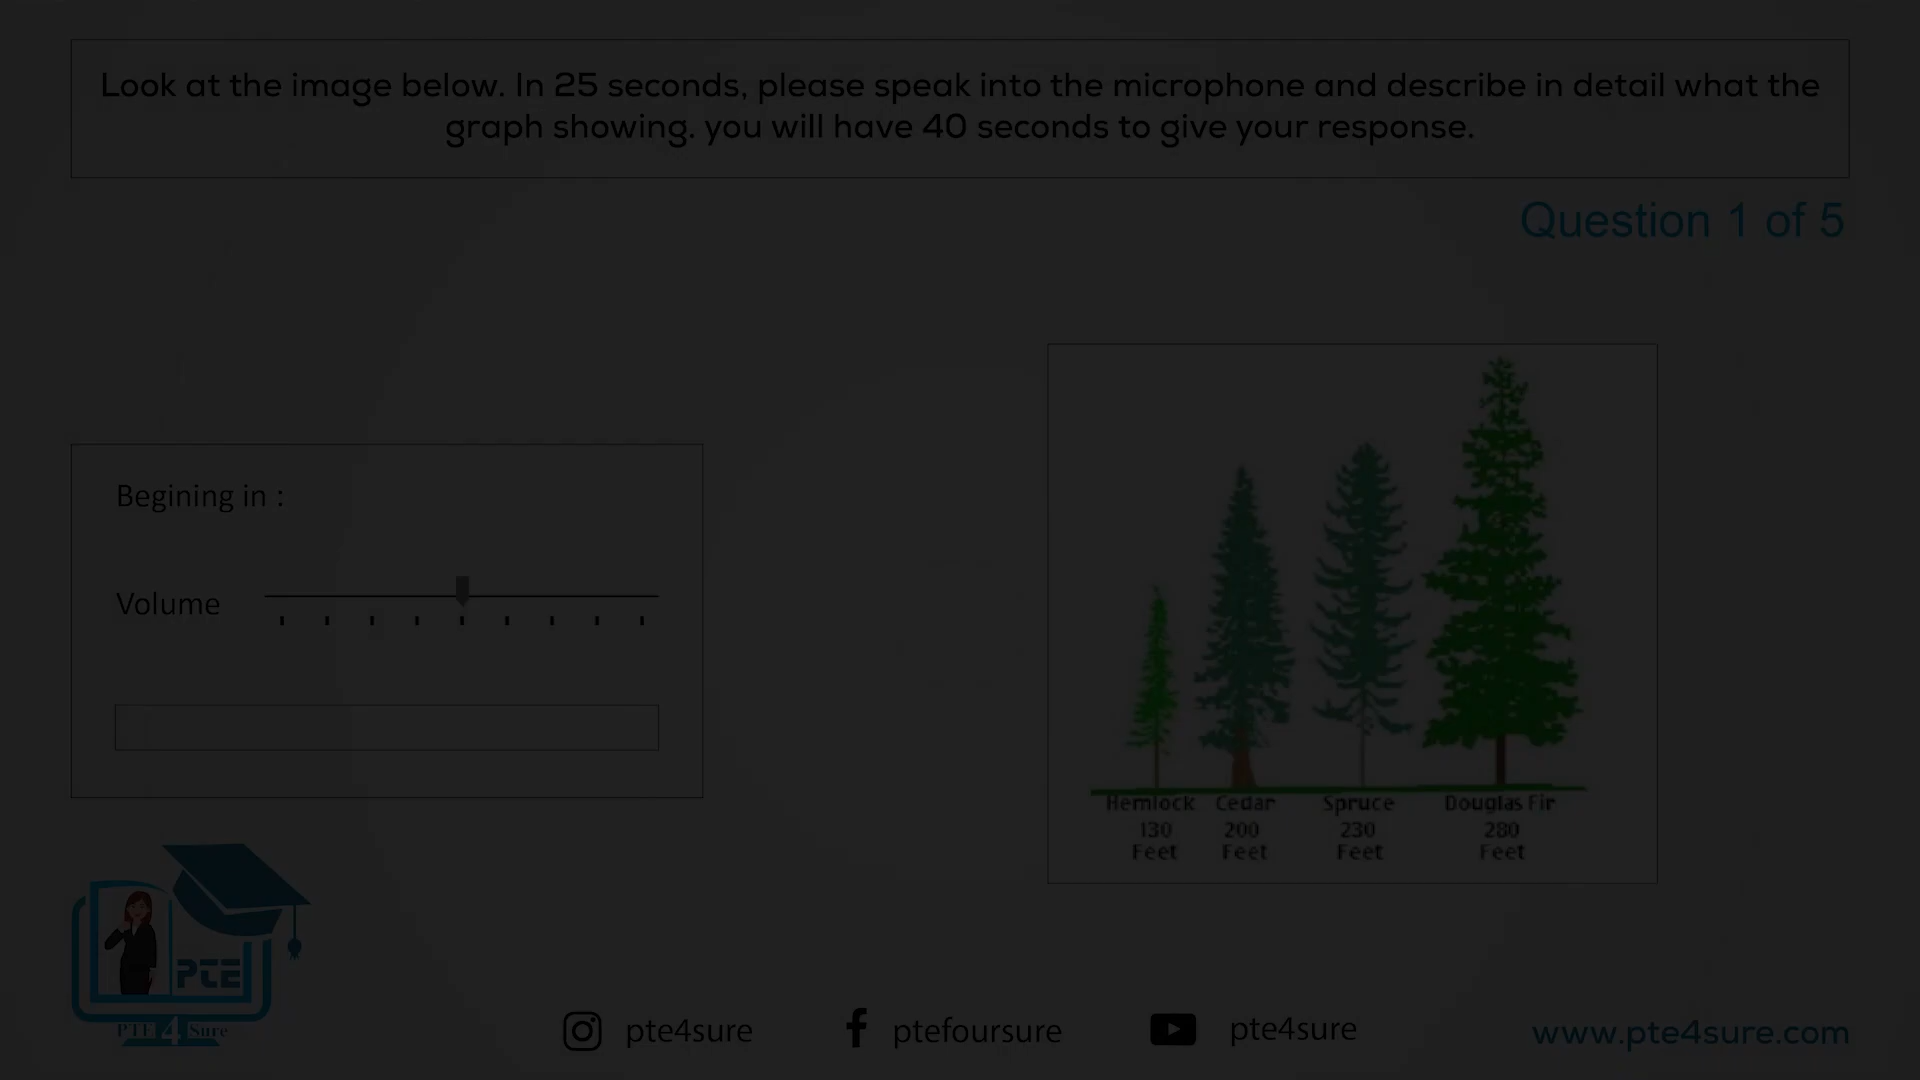 Look at the image below. In 25 seconds, please speak into the microphone and describe in detail what the
graph showing. you will have 40 seconds to give your response.
Question 1 of 5
Begining in :
Volume
Hemlock Cedar Spruce Douglas Fir
130 200 230 280
Feet Feet Feet Feet
PTE
PTE 4 Sure
pte4sure ptefoursure pte4sure www.pte4sure.com